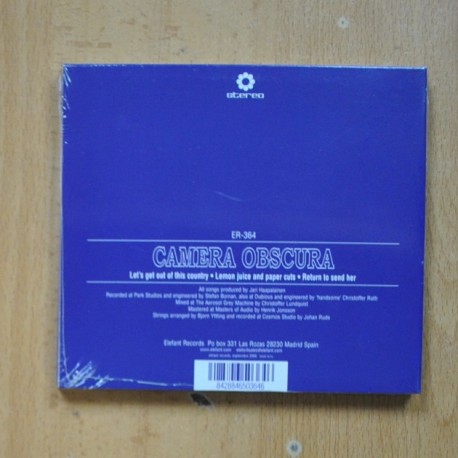 stereo
ER-364
CAMERA OBSCURA
Let's get out of this country • Lemon juice and paper cuts • Return to send her
All songs produced by Jari Haapalainen
Recorded at Park Studios and engineered by Stefan Boman, also at Dubious and engineered by 'handsome' Christoffer Roth
Mixed at The Aerosol Grey Machine by Christoffer Lundquist
Mastered at Masters of Audio by Henrik Jonsson
Strings arranged by Bjorn Yttling and recorded at Cosmos Studio by Johan Rude
Elefant Records Po box 331 Las Rozas 28230 Madrid Spain
www.elefant.com
8428846503646